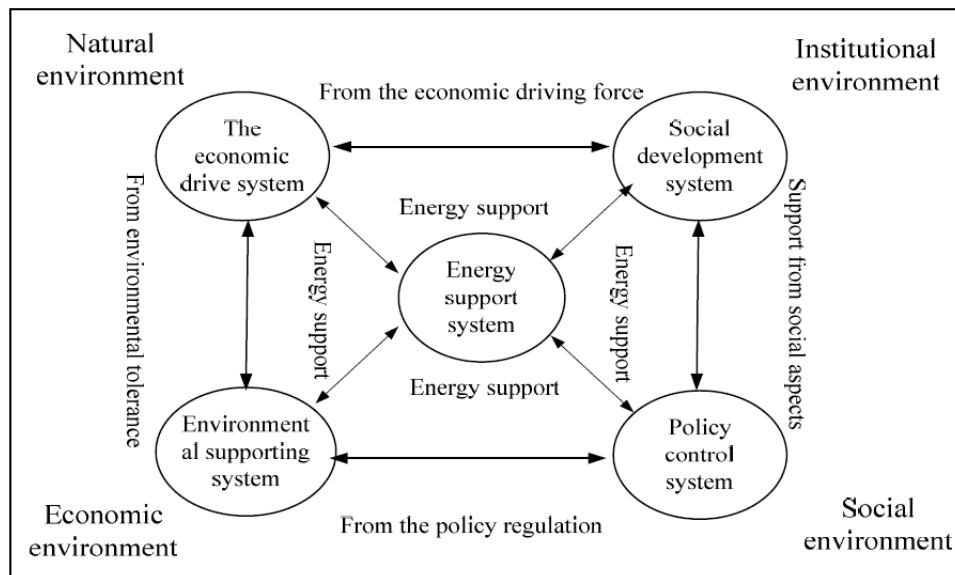 Natural
environment
Institutional
environment
From the economic driving force
The
economic
drive system
Social
development
system
From environmental tolerance
Energy support
Support from social aspects
Energy support
Energy
support
system
Energy support
Energy support
Environment
al supporting
system
Policy
control
system
From the policy regulation
Economic
environment
Social
environment